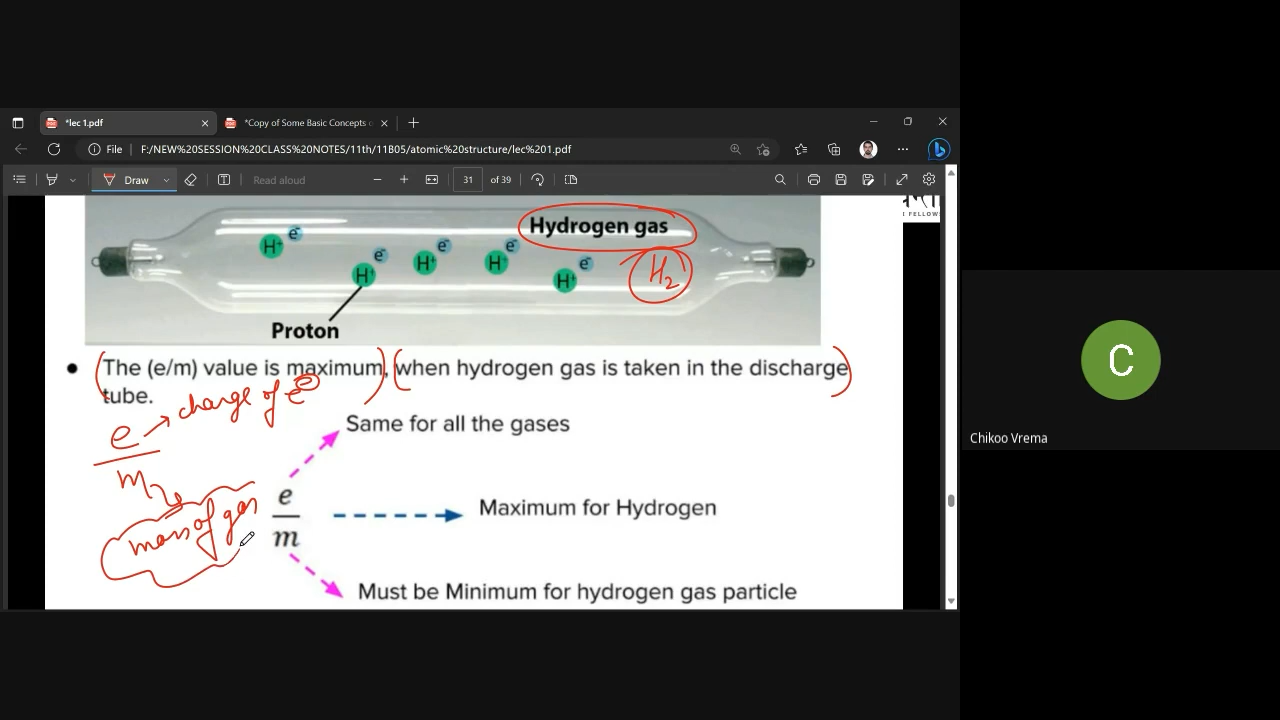 *lec 1.pdf
*Copy of Some Basic Concepts o
File F:/NEW%20SESSION%20CLASS%20NOTES/11th/11B05/atomic%20structure/lec%201.pdf
Draw Read aloud 31 of 39
E FELLOW
Hydrogen gas
e⁻
H⁺
e⁻
H⁺
e⁻
H⁺
e⁻
H⁺
e⁻
H⁺
H₂
Proton
• The (e/m) value is maximum, when hydrogen gas is taken in the discharge
tube.
e → charge of e⊖
m
mass of gas
Same for all the gases
e
m
Maximum for Hydrogen
Must be Minimum for hydrogen gas particle
C
Chikoo Vrema